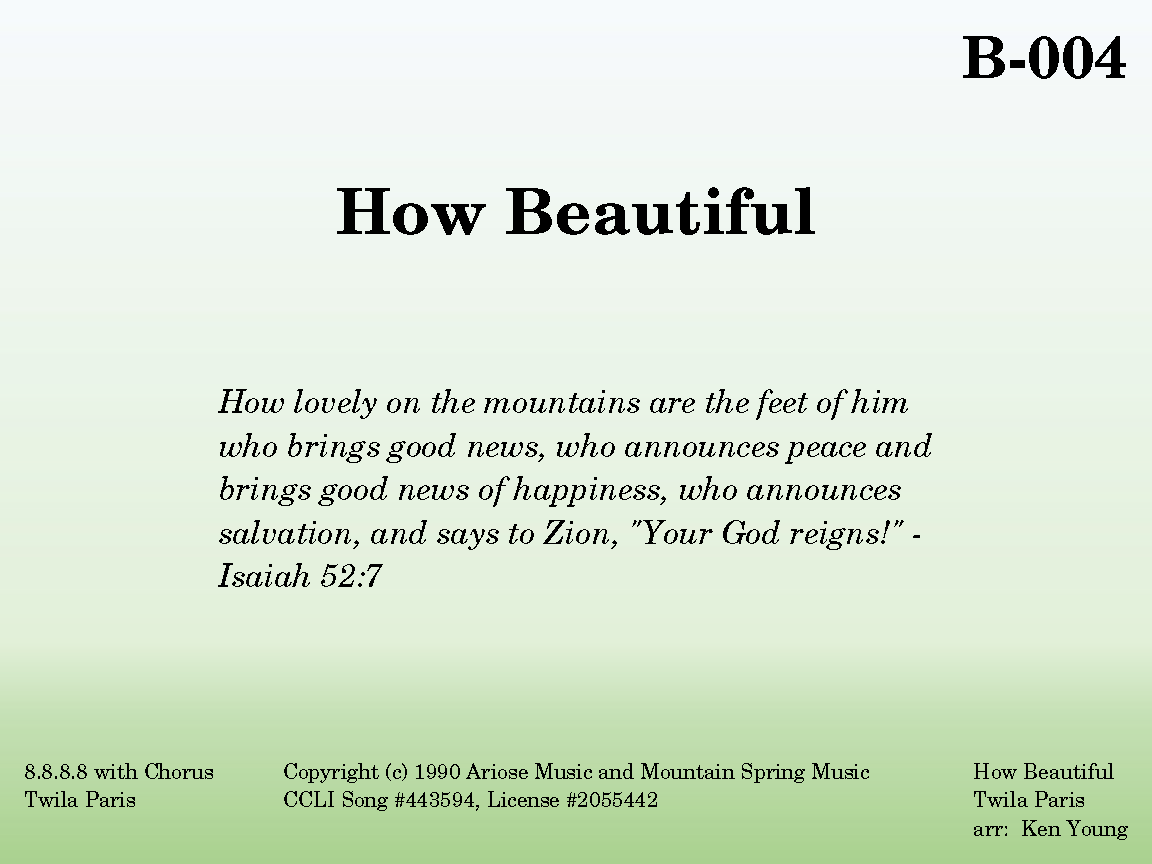 B-004
How Beautiful
How lovely on the mountains are the feet of him
who brings good news, who announces peace and
brings good news of happiness, who announces
salvation, and says to Zion, "Your God reigns!" -
Isaiah 52:7
8.8.8.8 with Chorus
Twila Paris
Copyright (c) 1990 Ariose Music and Mountain Spring Music
CCLI Song #443594, License #2055442
How Beautiful
Twila Paris
arr:  Ken Young